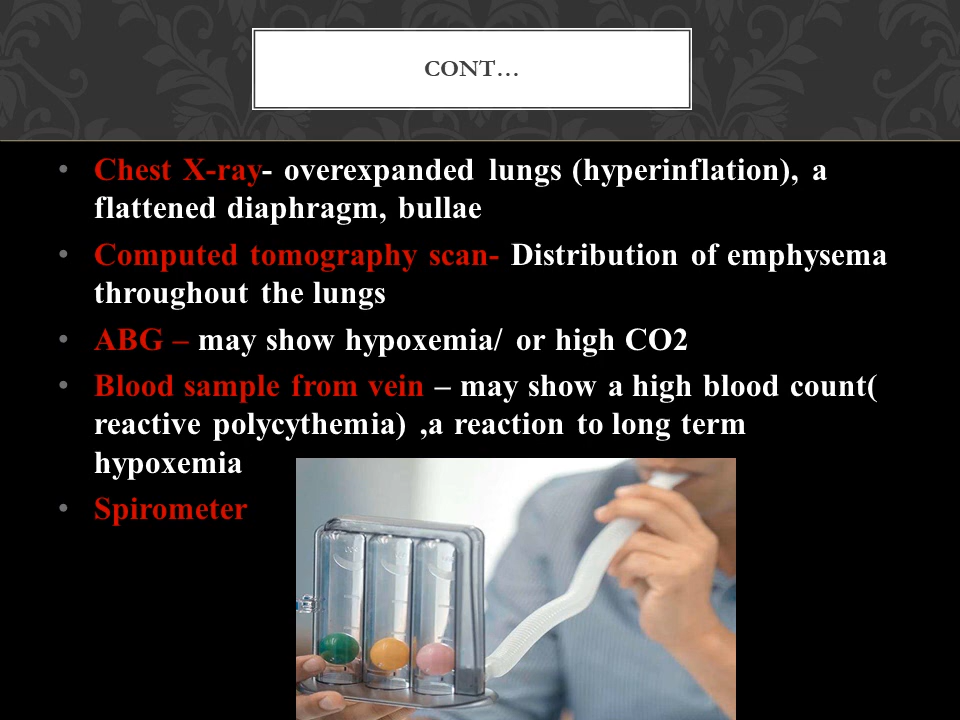 CONT...
• Chest X-ray- overexpanded lungs (hyperinflation), a
flattened diaphragm, bullae
• Computed tomography scan- Distribution of emphysema
throughout the lungs
• ABG – may show hypoxemia/ or high CO2
• Blood sample from vein – may show a high blood count(
reactive polycythemia) ,a reaction to long term
hypoxemia
• Spirometer